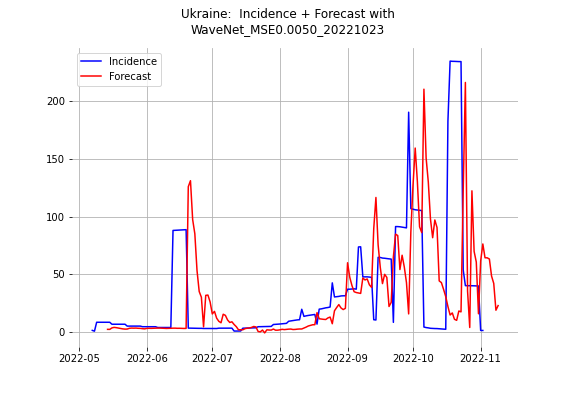 Ukraine:  Incidence + Forecast with
WaveNet_MSE0.0050_20221023
Incidence
Forecast
200
150
100
50
0
2022-05 2022-06 2022-07 2022-08 2022-09 2022-10 2022-11